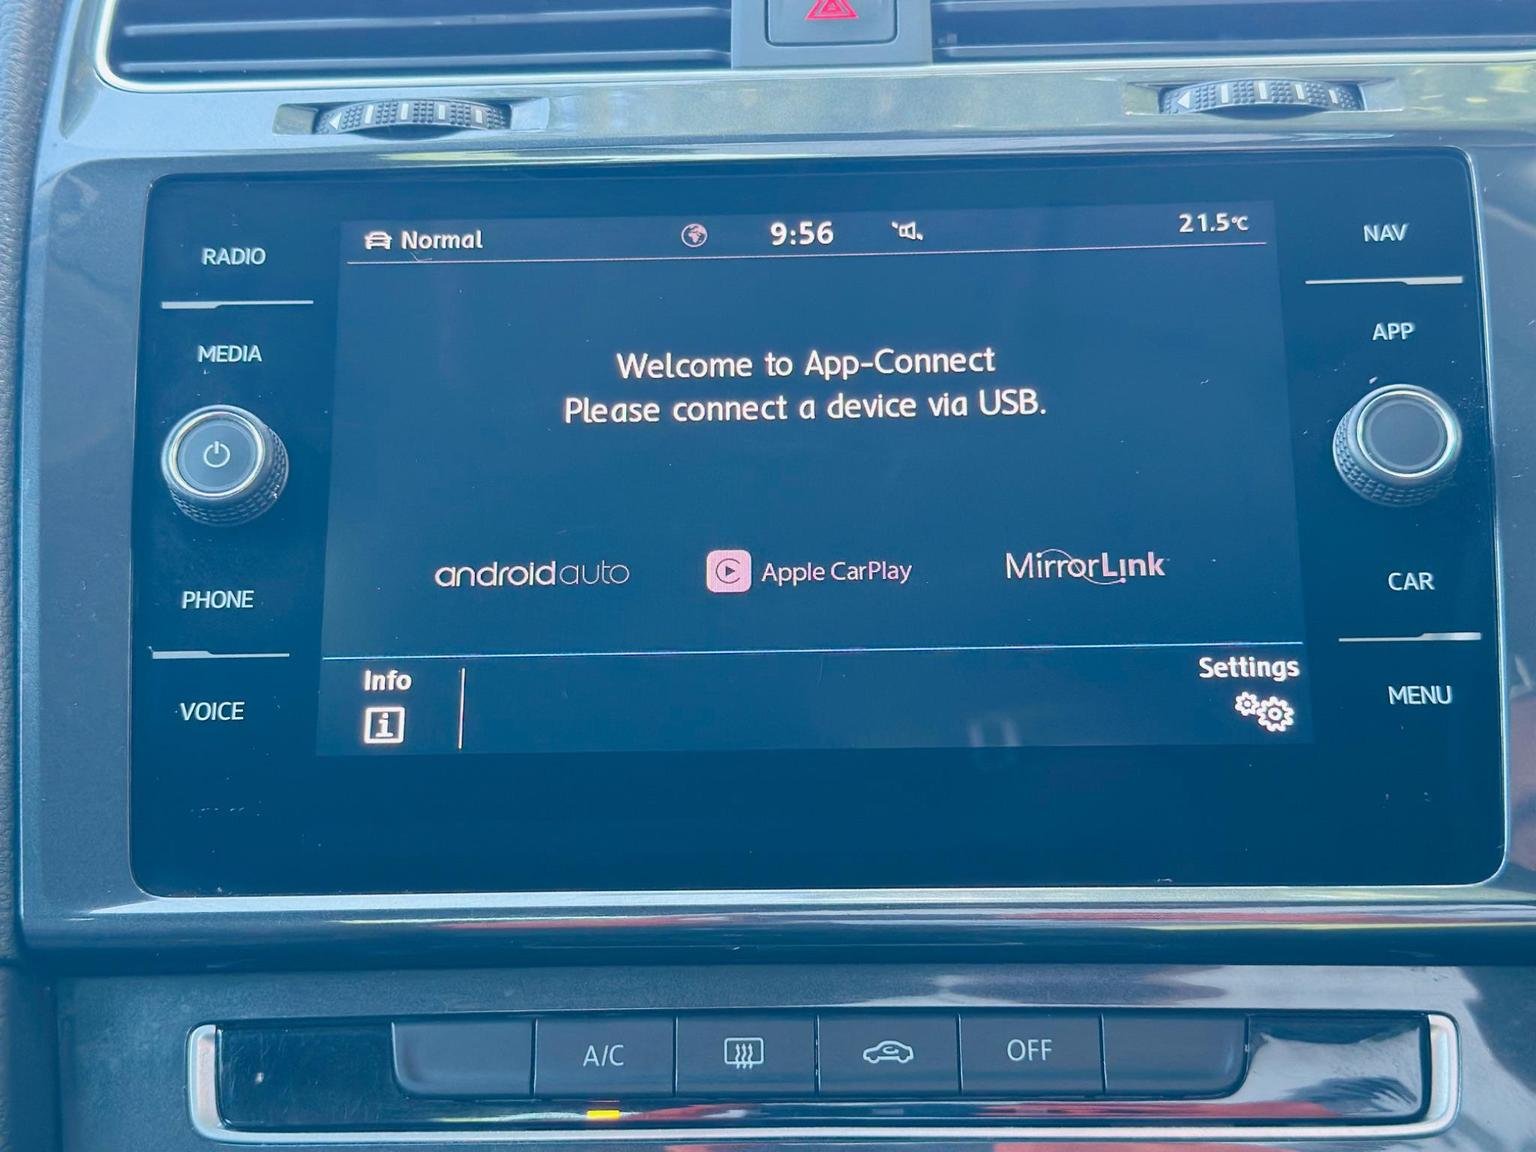 Normal
9:56
21.5°C
RADIO
NAV
MEDIA
APP
Welcome to App-Connect
Please connect a device via USB.
androidauto
Apple CarPlay
MirrorLink
PHONE
CAR
VOICE
MENU
Info
Settings
A/C
OFF